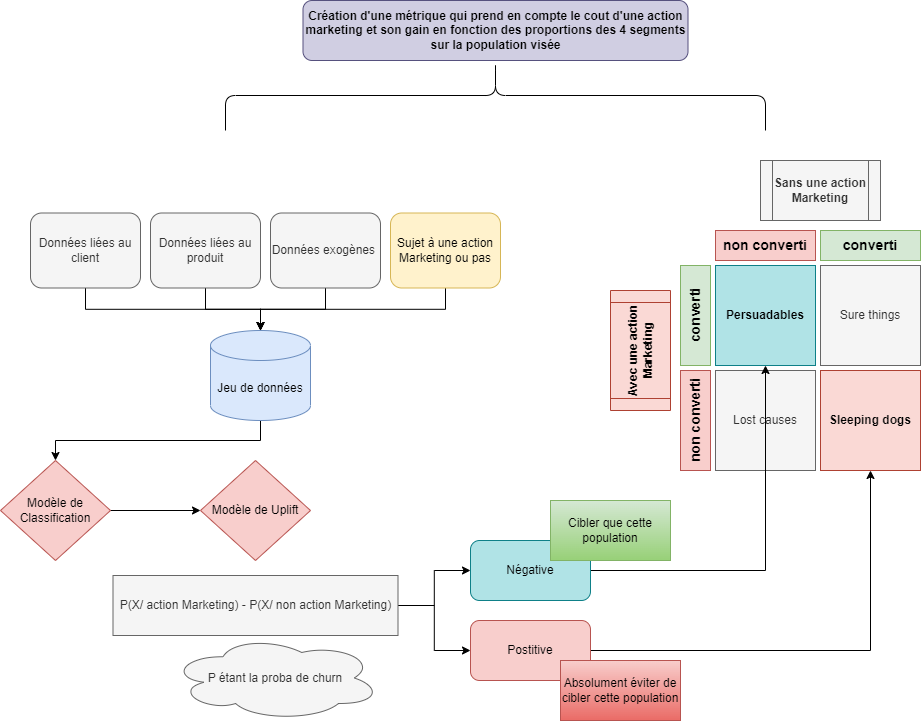 Création d'une métrique qui prend en compte le cout d'une action
marketing et son gain en fonction des proportions des 4 segments
sur la population visée
Sans une action
Marketing
Données liées au
client
Données liées au
produit
Données exogènes
Sujet à une action
Marketing ou pas
non converti
converti
Avec une action
Marketing
converti
Persuadables
Sure things
Jeu de données
non converti
Lost causes
Sleeping dogs
Modèle de
Classification
Modèle de Uplift
Cibler que cette
population
Négative
P(X/ action Marketing) - P(X/ non action Marketing)
Postitive
P étant la proba de churn
Absolument éviter de
cibler cette population